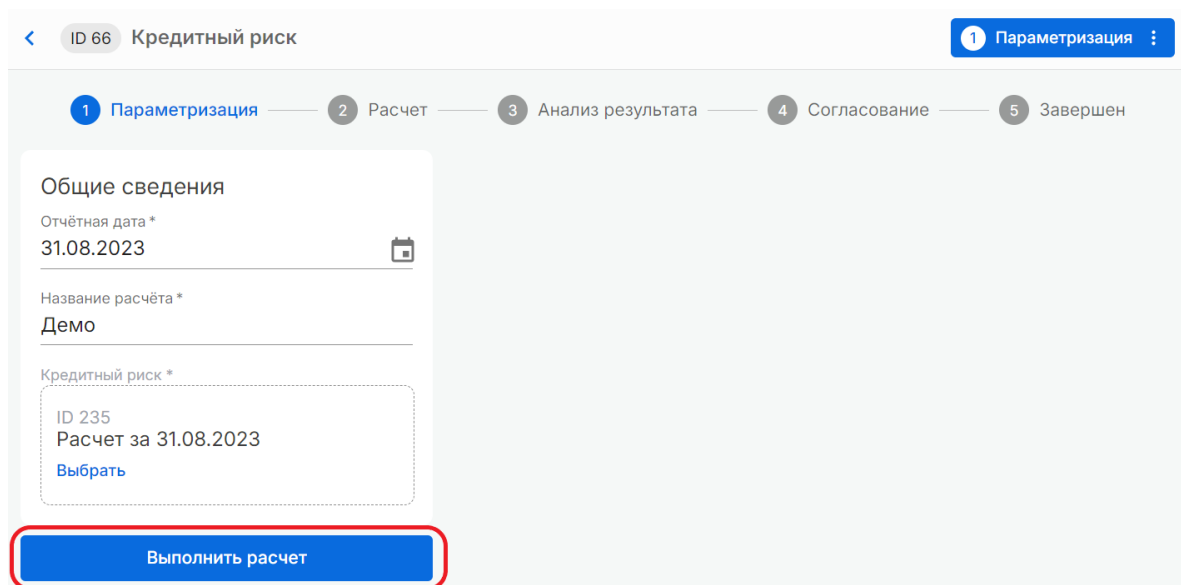 ID 66 Кредитный риск 1 Параметризация
1 Параметризация 2 Расчет 3 Анализ результата 4 Согласование 5 Завершен
Общие сведения
Отчётная дата *
31.08.2023
Название расчёта *
Демо
Кредитный риск *
ID 235
Расчет за 31.08.2023
Выбрать
Выполнить расчет